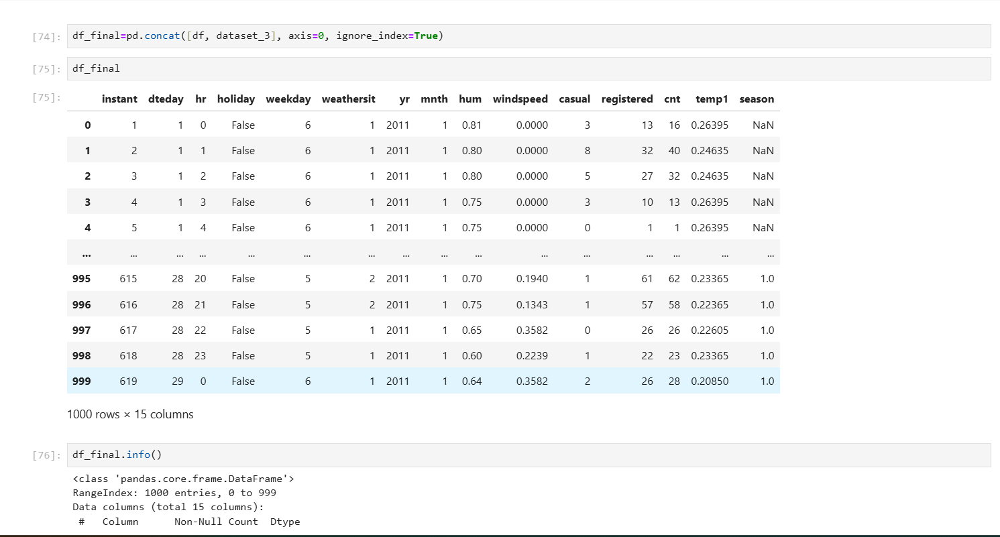 [74]: df_final=pd.concat([df, dataset_3], axis=0, ignore_index=True)
[75]: df_final
[75]: instant dteday hr holiday weekday weathersit yr mnth hum windspeed casual registered cnt temp1 season
0 1 1 0 False 6 1 2011 1 0.81 0.0000 3 13 16 0.26395 NaN
1 2 1 1 False 6 1 2011 1 0.80 0.0000 8 32 40 0.24635 NaN
2 3 1 2 False 6 1 2011 1 0.80 0.0000 5 27 32 0.24635 NaN
3 4 1 3 False 6 1 2011 1 0.75 0.0000 3 10 13 0.26395 NaN
4 5 1 4 False 6 1 2011 1 0.75 0.0000 0 1 1 0.26395 NaN
... ... ... ... ... ... ... ... ... ... ... ... ... ... ... ...
995 615 28 20 False 5 2 2011 1 0.70 0.1940 1 61 62 0.23365 1.0
996 616 28 21 False 5 2 2011 1 0.75 0.1343 1 57 58 0.22365 1.0
997 617 28 22 False 5 1 2011 1 0.65 0.3582 0 26 26 0.22605 1.0
998 618 28 23 False 5 1 2011 1 0.60 0.2239 1 22 23 0.23365 1.0
999 619 29 0 False 6 1 2011 1 0.64 0.3582 2 26 28 0.20850 1.0
1000 rows × 15 columns
[76]: df_final.info()
<class 'pandas.core.frame.DataFrame'>
RangeIndex: 1000 entries, 0 to 999
Data columns (total 15 columns):
# Column Non-Null Count Dtype